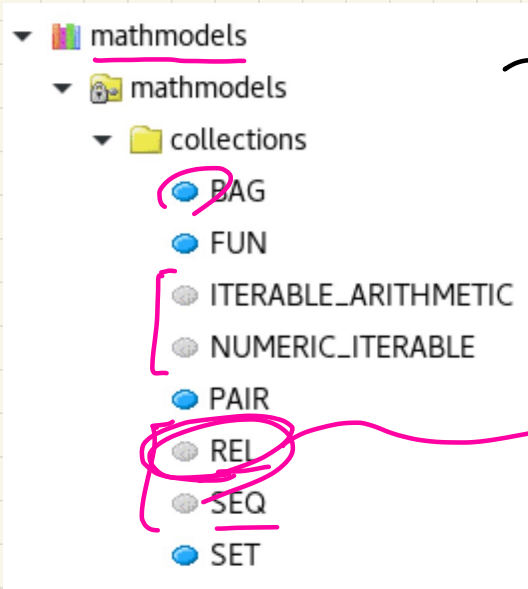 mathmodels
mathmodels
collections
BAG
FUN
ITERABLE_ARITHMETIC
NUMERIC_ITERABLE
PAIR
REL
SEQ
SET